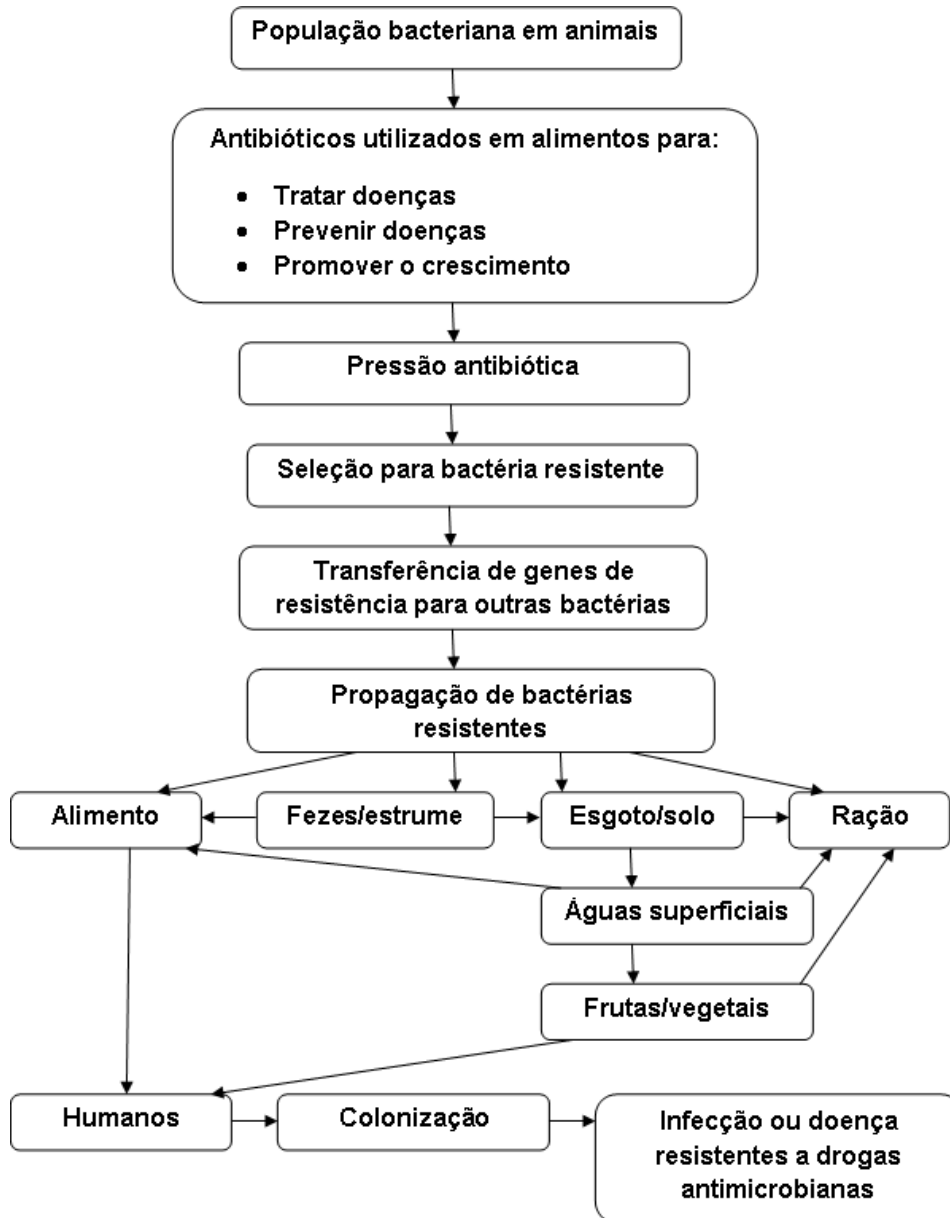 População bacteriana em animais
Antibióticos utilizados em alimentos para:
• Tratar doenças
• Prevenir doenças
• Promover o crescimento
Pressão antibiótica
Seleção para bactéria resistente
Transferência de genes de
resistência para outras bactérias
Propagação de bactérias
resistentes
Alimento
Fezes/estrume
Esgoto/solo
Ração
Águas superficiais
Frutas/vegetais
Humanos
Colonização
Infecção ou doença
resistentes a drogas
antimicrobianas